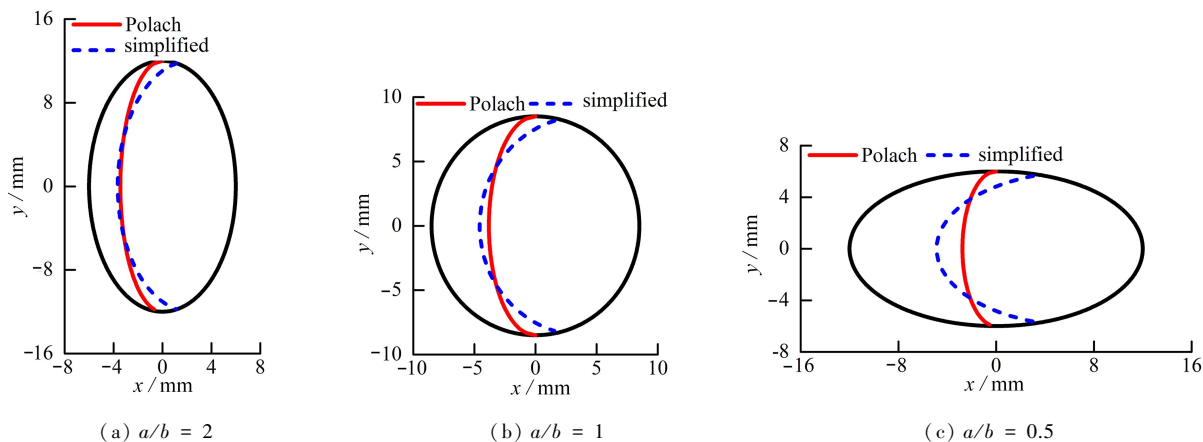 16
12
8
0
-8
-16
-8
-4
0
4
8
Polach
simplified
y / mm
x / mm
(a) a/b = 2
10
5
0
-5
-10
-10
-5
0
5
10
Polach
simplified
y / mm
x / mm
(b) a/b = 1
8
4
0
-4
-8
-16
-8
0
8
16
Polach
simplified
y / mm
x / mm
(c) a/b = 0.5